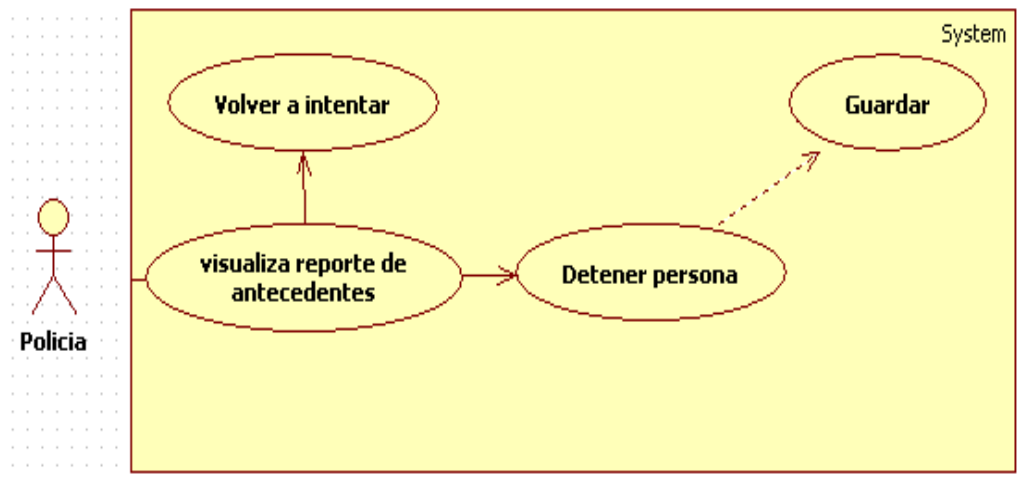 System
Volver a intentar
Guardar
visualiza reporte de
antecedentes
Detener persona
Policia